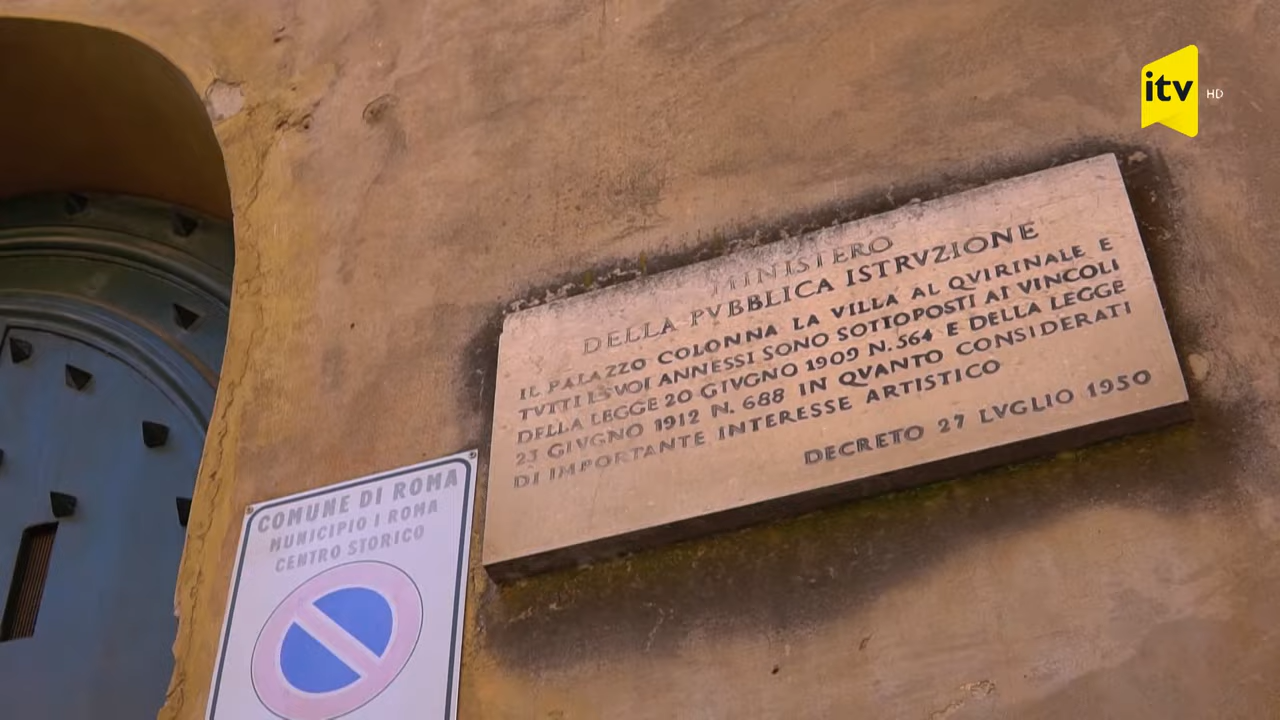 itv HD
MINISTERO
DELLA PVBBLICA ISTRVZIONE
IL PALAZZO COLONNA LA VILLA AL QVIRINALE E
TVTTI I SVOI ANNESSI SONO SOTTOPOSTI AI VINCOLI
DELLA LEGGE 20 GIVGNO 1909 N.564 E DELLA LEGGE
23 GIVGNO 1912 N. 688 IN QVANTO CONSIDERATI
DI IMPORTANTE INTERESSE ARTISTICO
DECRETO 27 LVGLIO 1950
COMUNE DI ROMA
MUNICIPIO I ROMA
CENTRO STORICO